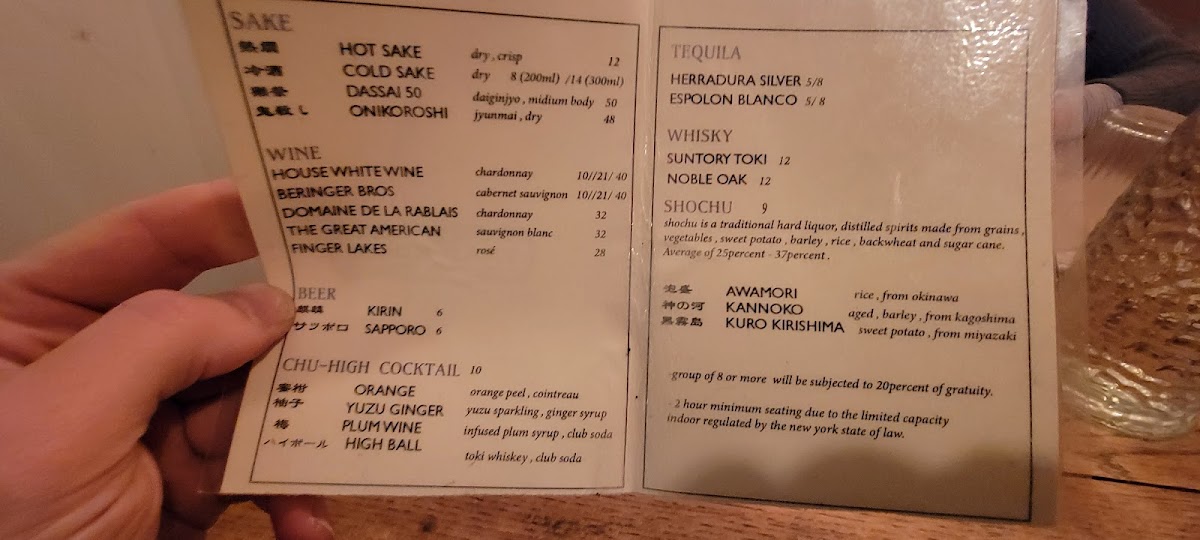 SAKE
熱燗 HOT SAKE dry , crisp 12
冷酒 COLD SAKE dry 8 (200ml) /14 (300ml)
獺祭 DASSAI 50 daiginjyo , midium body 50
鬼殺し ONIKOROSHI jyunmai , dry 48
WINE
HOUSE WHITE WINE chardonnay 10//21/ 40
BERINGER BROS cabernet sauvignon 10//21/ 40
DOMAINE DE LA RABLAIS chardonnay 32
THE GREAT AMERICAN sauvignon blanc 32
FINGER LAKES rosé 28
BEER
麒麟 KIRIN 6
サッポロ SAPPORO 6
CHU-HIGH COCKTAIL 10
蜜柑 ORANGE orange peel , cointreau
柚子 YUZU GINGER yuzu sparkling , ginger syrup
梅 PLUM WINE infused plum syrup , club soda
ハイボール HIGH BALL toki whiskey , club soda
TEQUILA
HERRADURA SILVER 5/8
ESPOLON BLANCO 5/ 8
WHISKY
SUNTORY TOKI 12
NOBLE OAK 12
SHOCHU 9
shochu is a traditional hard liquor, distilled spirits made from grains ,
vegetables , sweet potato , barley , rice , backwheat and sugar cane.
Average of 25percent - 37percent .
泡盛 AWAMORI rice , from okinawa
神の河 KANNOKO aged , barley , from kagoshima
黒霧島 KURO KIRISHIMA sweet potato , from miyazaki
-group of 8 or more will be subjected to 20percent of gratuity.
- 2 hour minimum seating due to the limited capacity
indoor regulated by the new york state of law.